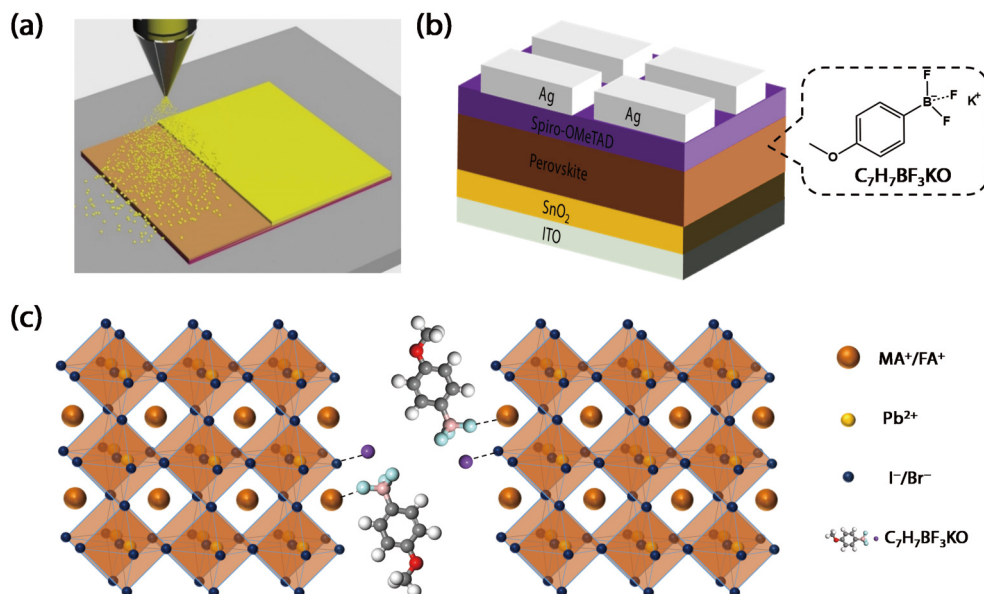 (a)
(b)
Ag
Ag
Spiro-OMeTAD
Perovskite
SnO₂
ITO
F
B⁻
F
F
K⁺
O
C₇H₇BF₃KO
(c)
MA⁺/FA⁺
Pb²⁺
I⁻/Br⁻
C₇H₇BF₃KO